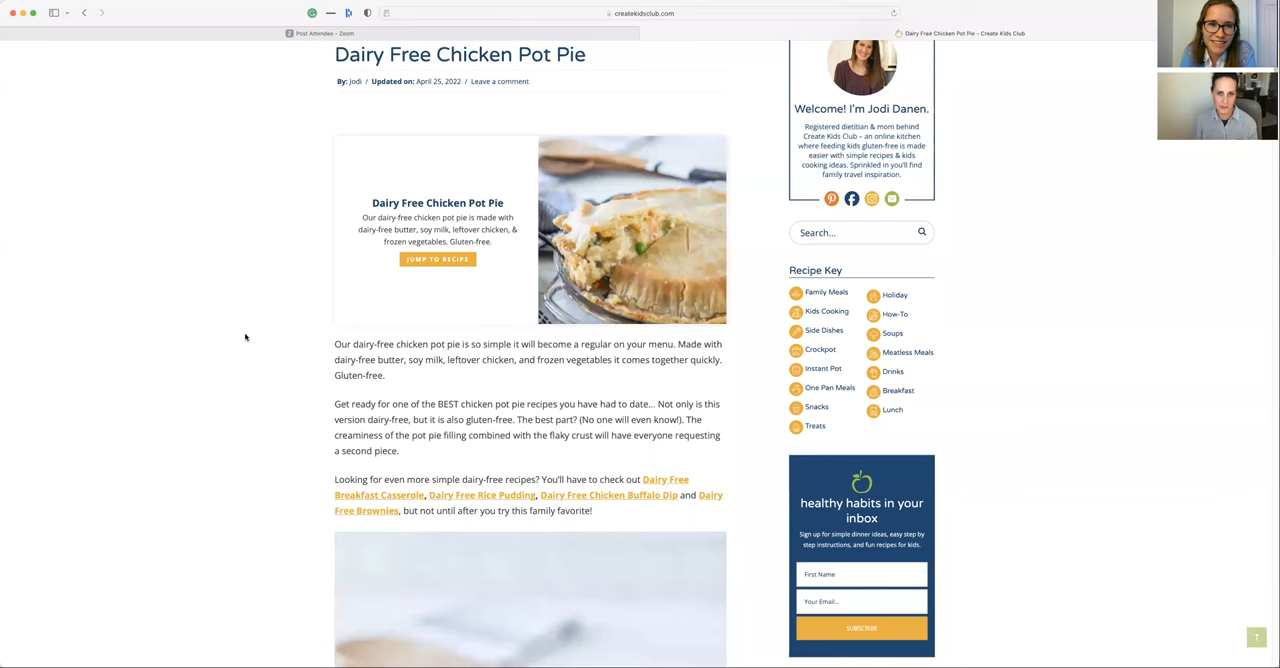 createkidsclub.com
Post Attendee - Zoom
Dairy Free Chicken Pot Pie - Create Kids Club
Dairy Free Chicken Pot Pie
By: Jodi / Updated on: April 25, 2022 / Leave a comment
Dairy Free Chicken Pot Pie
Our dairy-free chicken pot pie is made with
dairy-free butter, soy milk, leftover chicken, &
frozen vegetables. Gluten-free.
JUMP TO RECIPE
Our dairy-free chicken pot pie is so simple it will become a regular on your menu. Made with
dairy-free butter, soy milk, leftover chicken, and frozen vegetables it comes together quickly.
Gluten-free.
Get ready for one of the BEST chicken pot pie recipes you have had to date... Not only is this
version dairy-free, but it is also gluten-free. The best part? (No one will even know!). The
creaminess of the pot pie filling combined with the flaky crust will have everyone requesting
a second piece.
Looking for even more simple dairy-free recipes? You'll have to check out Dairy Free
Breakfast Casserole, Dairy Free Rice Pudding, Dairy Free Chicken Buffalo Dip and Dairy
Free Brownies, but not until after you try this family favorite!
Welcome! I'm Jodi Danen.
Registered dietitian & mom behind
Create Kids Club – an online kitchen
where feeding kids gluten-free is made
easier with simple recipes & kids
cooking ideas. Sprinkled in you'll find
family travel inspiration.
Search...
Recipe Key
Family Meals
Kids Cooking
Side Dishes
Crockpot
Instant Pot
One Pan Meals
Snacks
Treats
Holiday
How-To
Soups
Meatless Meals
Drinks
Breakfast
Lunch
healthy habits in your
inbox
Sign up for simple dinner ideas, easy step by
step instructions, and fun recipes for kids.
First Name
Your Email...
SUBSCRIBE